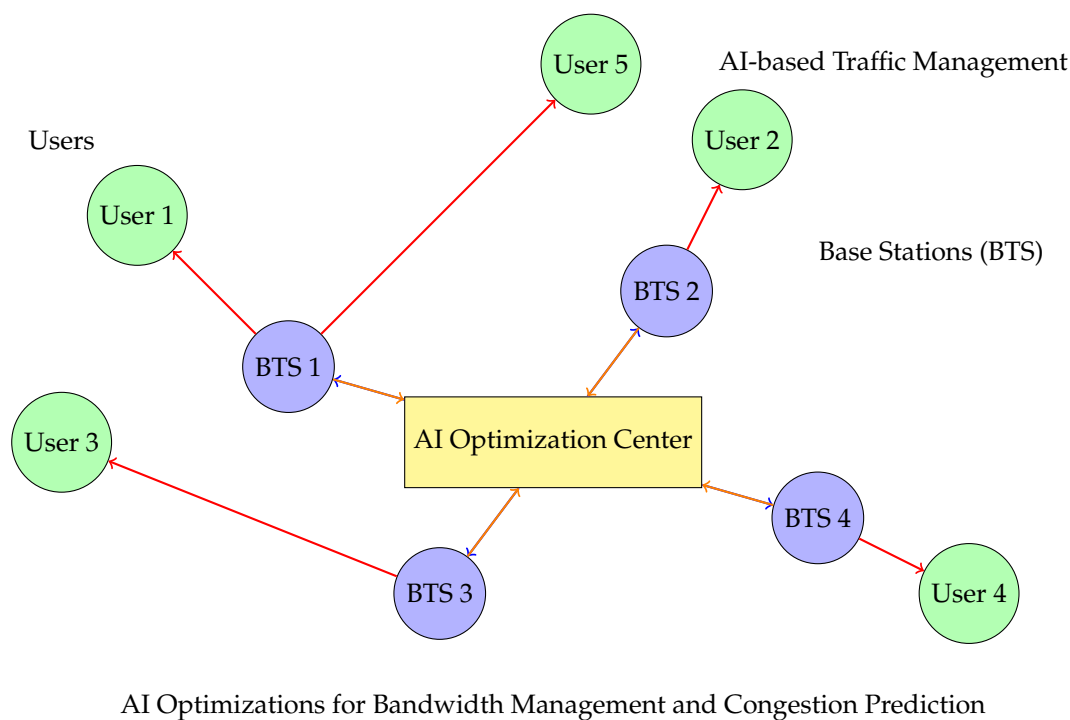 User 5
AI-based Traffic Management
User 2
Users
User 1
Base Stations (BTS)
BTS 2
BTS 1
AI Optimization Center
User 3
BTS 4
BTS 3
User 4
AI Optimizations for Bandwidth Management and Congestion Prediction